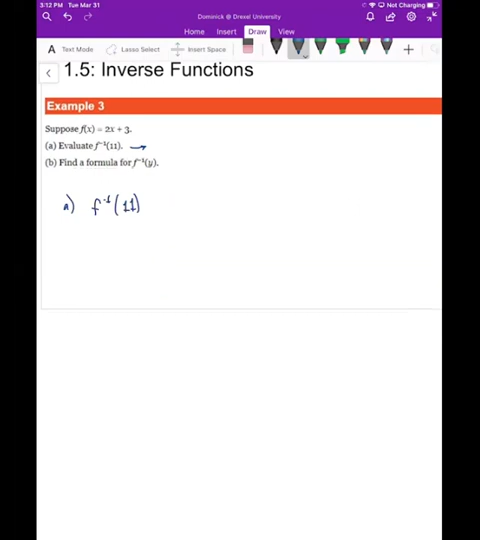 3:12 PM Tue Mar 31
Not Charging
Dominick @ Drexel University
Home Insert Draw View
A Text Mode Lasso Select Insert Space
1.5: Inverse Functions
Example 3
Suppose f(x) = 2x + 3.
(a) Evaluate f⁻¹(11). →
(b) Find a formula for f⁻¹(y).
a) f⁻¹(11)